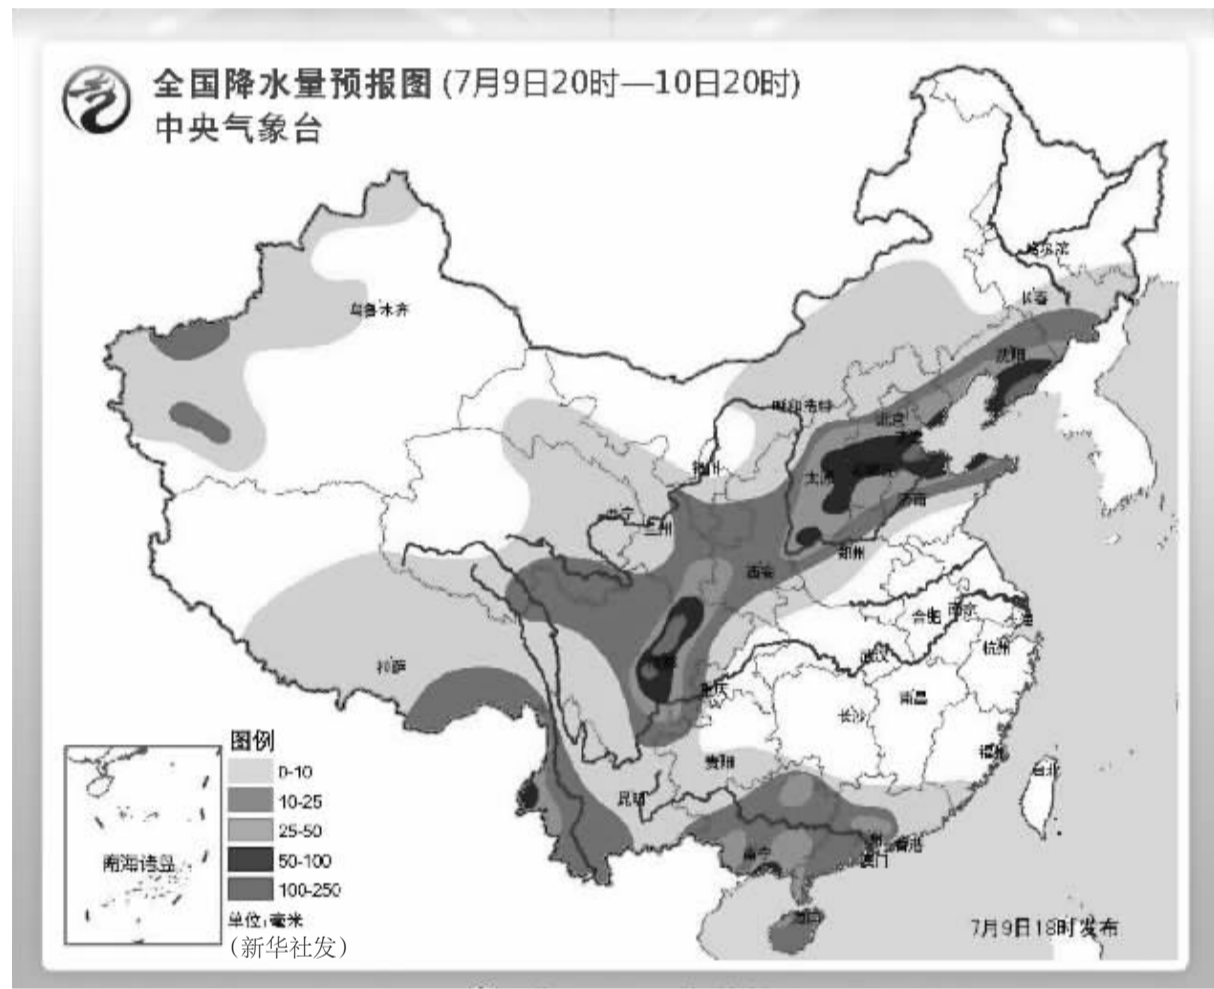 全国降水量预报图 (7月9日20时—10日20时)
中央气象台
哈尔滨
长春
乌鲁木齐
沈阳
呼和浩特
北京
银川
太原
济南
西宁
兰州
郑州
西安
合肥
南京
上海
杭州
武汉
拉萨
重庆
南昌
长沙
福州
贵阳
台北
昆明
南宁
香港
澳门
海口
图例
0-10
10-25
25-50
50-100
100-250
单位:毫米
(新华社发)
南海诸岛
7月9日18时发布